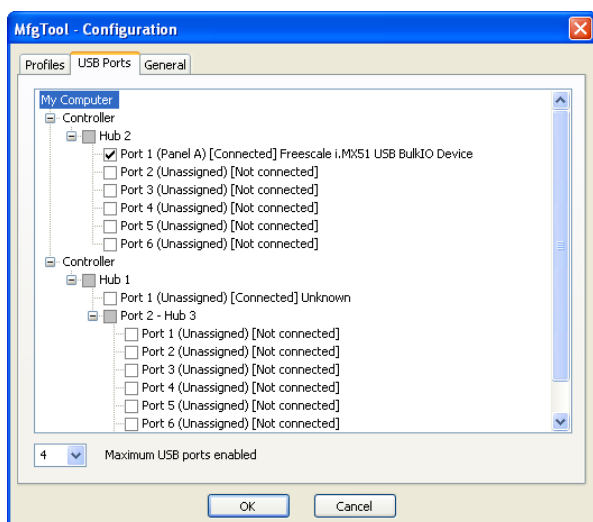 MfgTool - Configuration
Profiles USB Ports General
My Computer
Controller
Hub 2
Port 1 (Panel A) [Connected] Freescale i.MX51 USB BulkIO Device
Port 2 (Unassigned) [Not connected]
Port 3 (Unassigned) [Not connected]
Port 4 (Unassigned) [Not connected]
Port 5 (Unassigned) [Not connected]
Port 6 (Unassigned) [Not connected]
Controller
Hub 1
Port 1 (Unassigned) [Connected] Unknown
Port 2 - Hub 3
Port 1 (Unassigned) [Not connected]
Port 2 (Unassigned) [Not connected]
Port 3 (Unassigned) [Not connected]
Port 4 (Unassigned) [Not connected]
Port 5 (Unassigned) [Not connected]
Port 6 (Unassigned) [Not connected]
4 Maximum USB ports enabled
OK Cancel